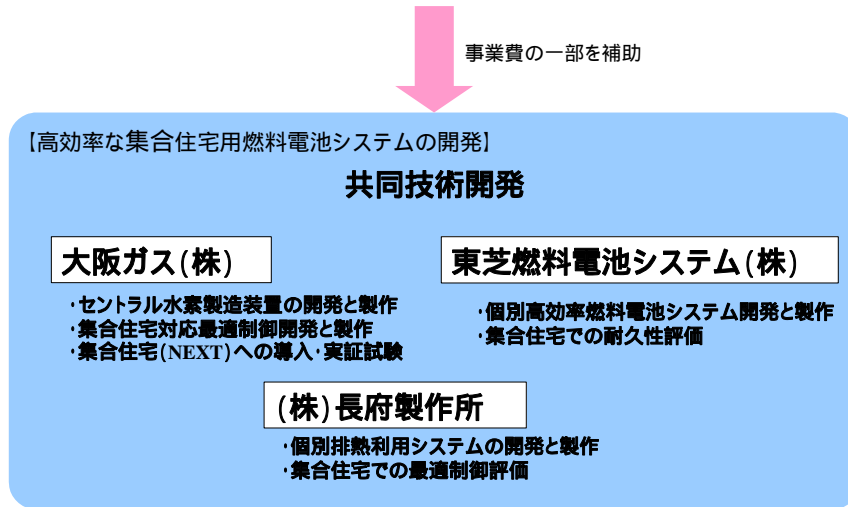 事業費の一部を補助
【高効率な集合住宅用燃料電池システムの開発】
共同技術開発
大阪ガス(株)
・セントラル水素製造装置の開発と製作
・集合住宅対応最適制御開発と製作
・集合住宅(NEXT)への導入・実証試験
東芝燃料電池システム(株)
・個別高効率燃料電池システム開発と製作
・集合住宅での耐久性評価
(株)長府製作所
・個別排熱利用システムの開発と製作
・集合住宅での最適制御評価